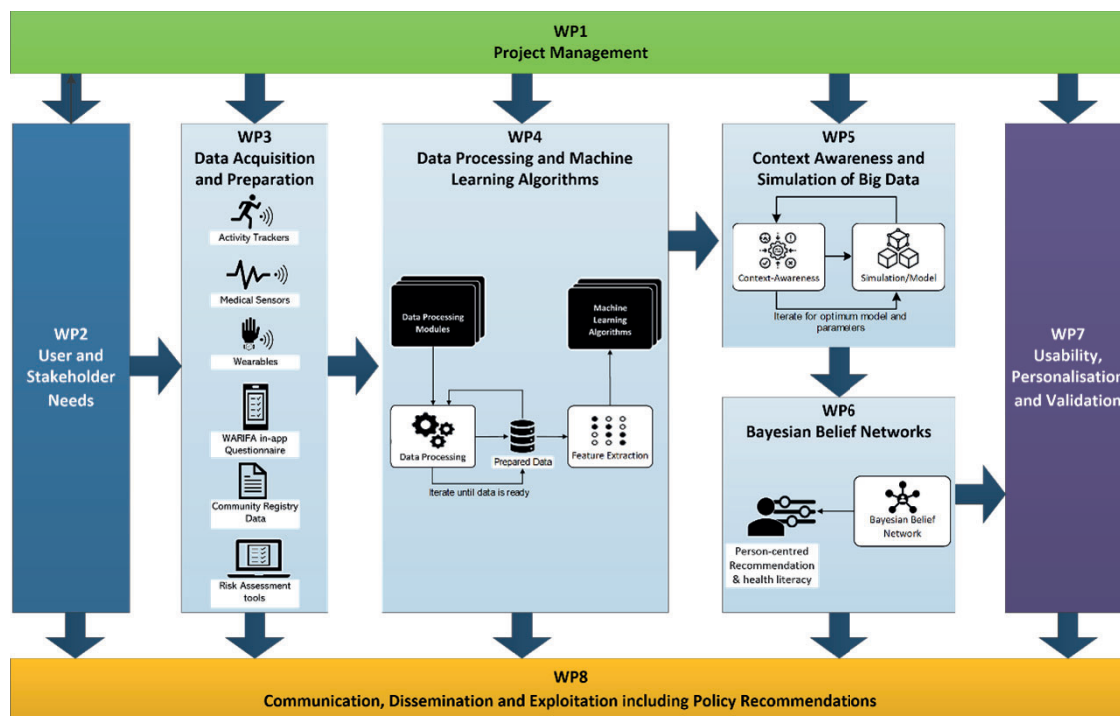 WP1
Project Management
WP2
User and
Stakeholder
Needs
WP3
Data Acquisition
and Preparation
Activity Trackers
Medical Sensors
Wearables
WARIFA in-app
Questionnaire
Community Registry
Data
Risk Assessment
tools
WP4
Data Processing and Machine
Learning Algorithms
Data Processing
Modules
Machine
Learning
Algorithms
Data Processing
Prepared Data
Feature Extraction
Iterate until data is ready
WP5
Context Awareness and
Simulation of Big Data
Context-Awareness
Simulation/Model
Iterate for optimum model and
parameters
WP6
Bayesian Belief Networks
Bayesian Belief
Network
Person-centred
Recommendation
& health literacy
WP7
Usability,
Personalisation
and Validation
WP8
Communication, Dissemination and Exploitation including Policy Recommendations